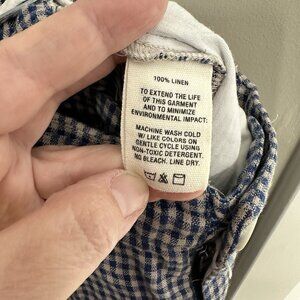 100% LINEN
TO EXTEND THE LIFE
OF THIS GARMENT
AND TO MINIMIZE
ENVIRONMENTAL IMPACT:
MACHINE WASH COLD
W/ LIKE COLORS ON
GENTLE CYCLE USING
NON-TOXIC DETERGENT.
NO BLEACH. LINE DRY.